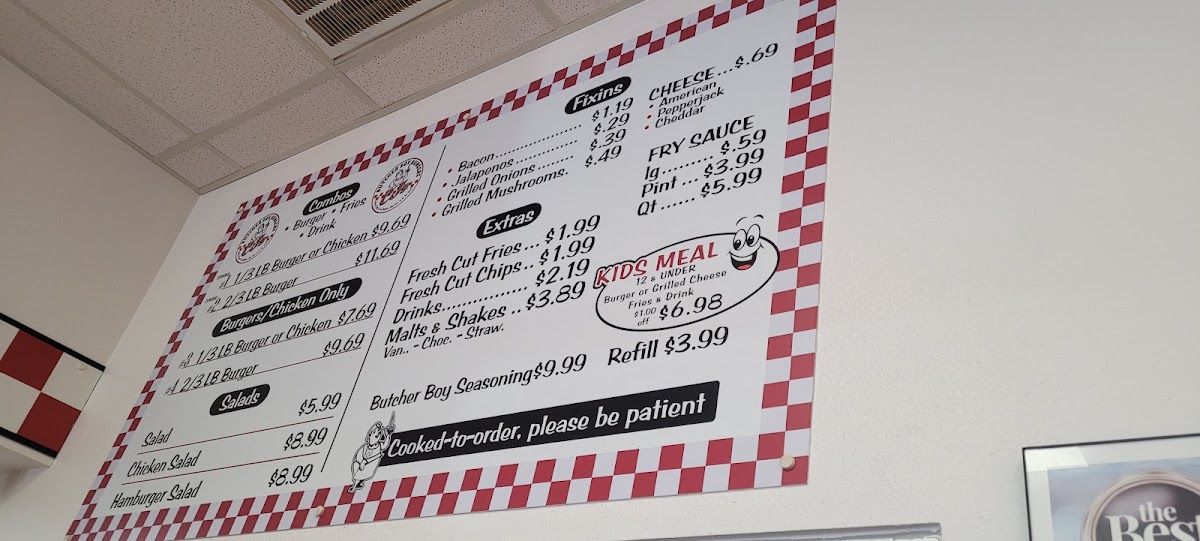 Combos
• Burger • Fries
• Drink
#1 1/3 LB Burger or Chicken $9.69
#2 2/3 LB Burger $11.69
Burgers/Chicken Only
#3 1/3 LB Burger or Chicken $7.69
#4 2/3 LB Burger $9.69
Salads
Salad $5.99
Chicken Salad $8.99
Hamburger Salad $8.99
Fixins
• Bacon..................... $1.19
• Jalapenos............... $.29
• Grilled Onions ........ $.39
• Grilled Mushrooms. $.49
CHEESE...$.69
• American
• Pepperjack
• Cheddar
FRY SAUCE
lg......... $.59
Pint ... $3.99
Qt ...... $5.99
Extras
Fresh Cut Fries... $1.99
Fresh Cut Chips.. $1.99
Drinks................ $2.19
Malts & Shakes .. $3.89
Van.. - Choc. - Straw.
KIDS MEAL
12 & UNDER
Burger or Grilled Cheese
Fries & Drink
$1.00 off $6.98
Butcher Boy Seasoning $9.99 Refill $3.99
Cooked-to-order, please be patient
the
Best